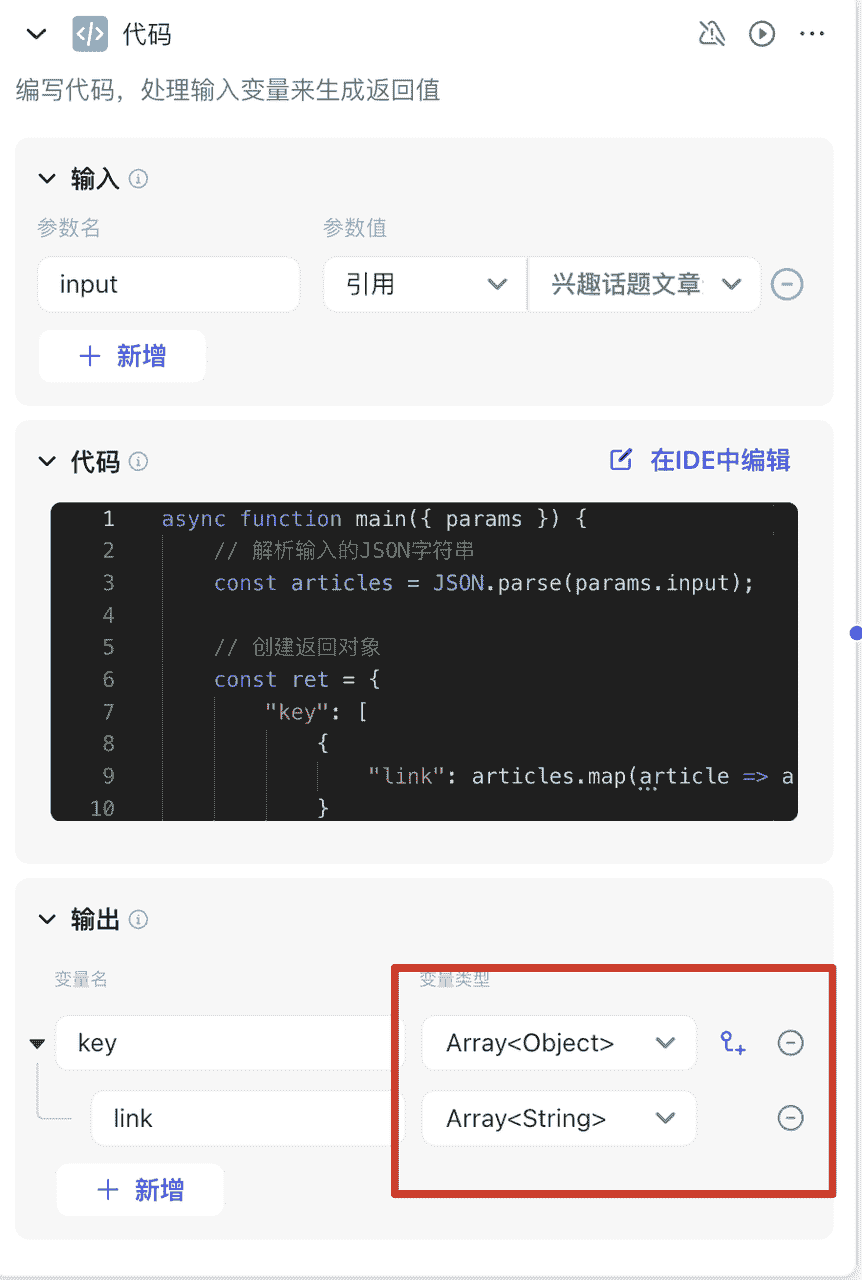 代码
编写代码，处理输入变量来生成返回值
输入
参数名 参数值
input 引用 兴趣话题文章
+ 新增
代码 在IDE中编辑
1 async function main({ params }) {
2 // 解析输入的JSON字符串
3 const articles = JSON.parse(params.input);
4
5 // 创建返回对象
6 const ret = {
7 "key": [
8 {
9 "link": articles.map(article => a
10 }
输出
变量名 变量类型
key Array<Object>
link Array<String>
+ 新增